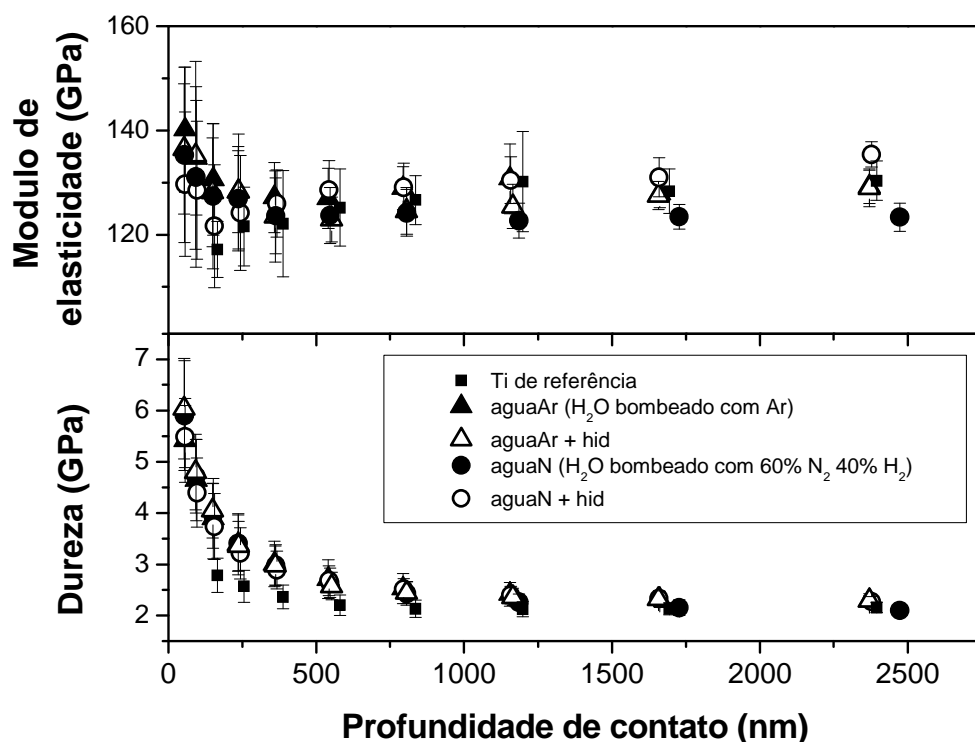 Modulo de
elasticidade (GPa)
160
140
120
Dureza (GPa)
7
6
5
4
3
2
Ti de referência
aguaAr (H₂O bombeado com Ar)
aguaAr + hid
aguaN (H₂O bombeado com 60% N₂ 40% H₂)
aguaN + hid
0 500 1000 1500 2000 2500
Profundidade de contato (nm)